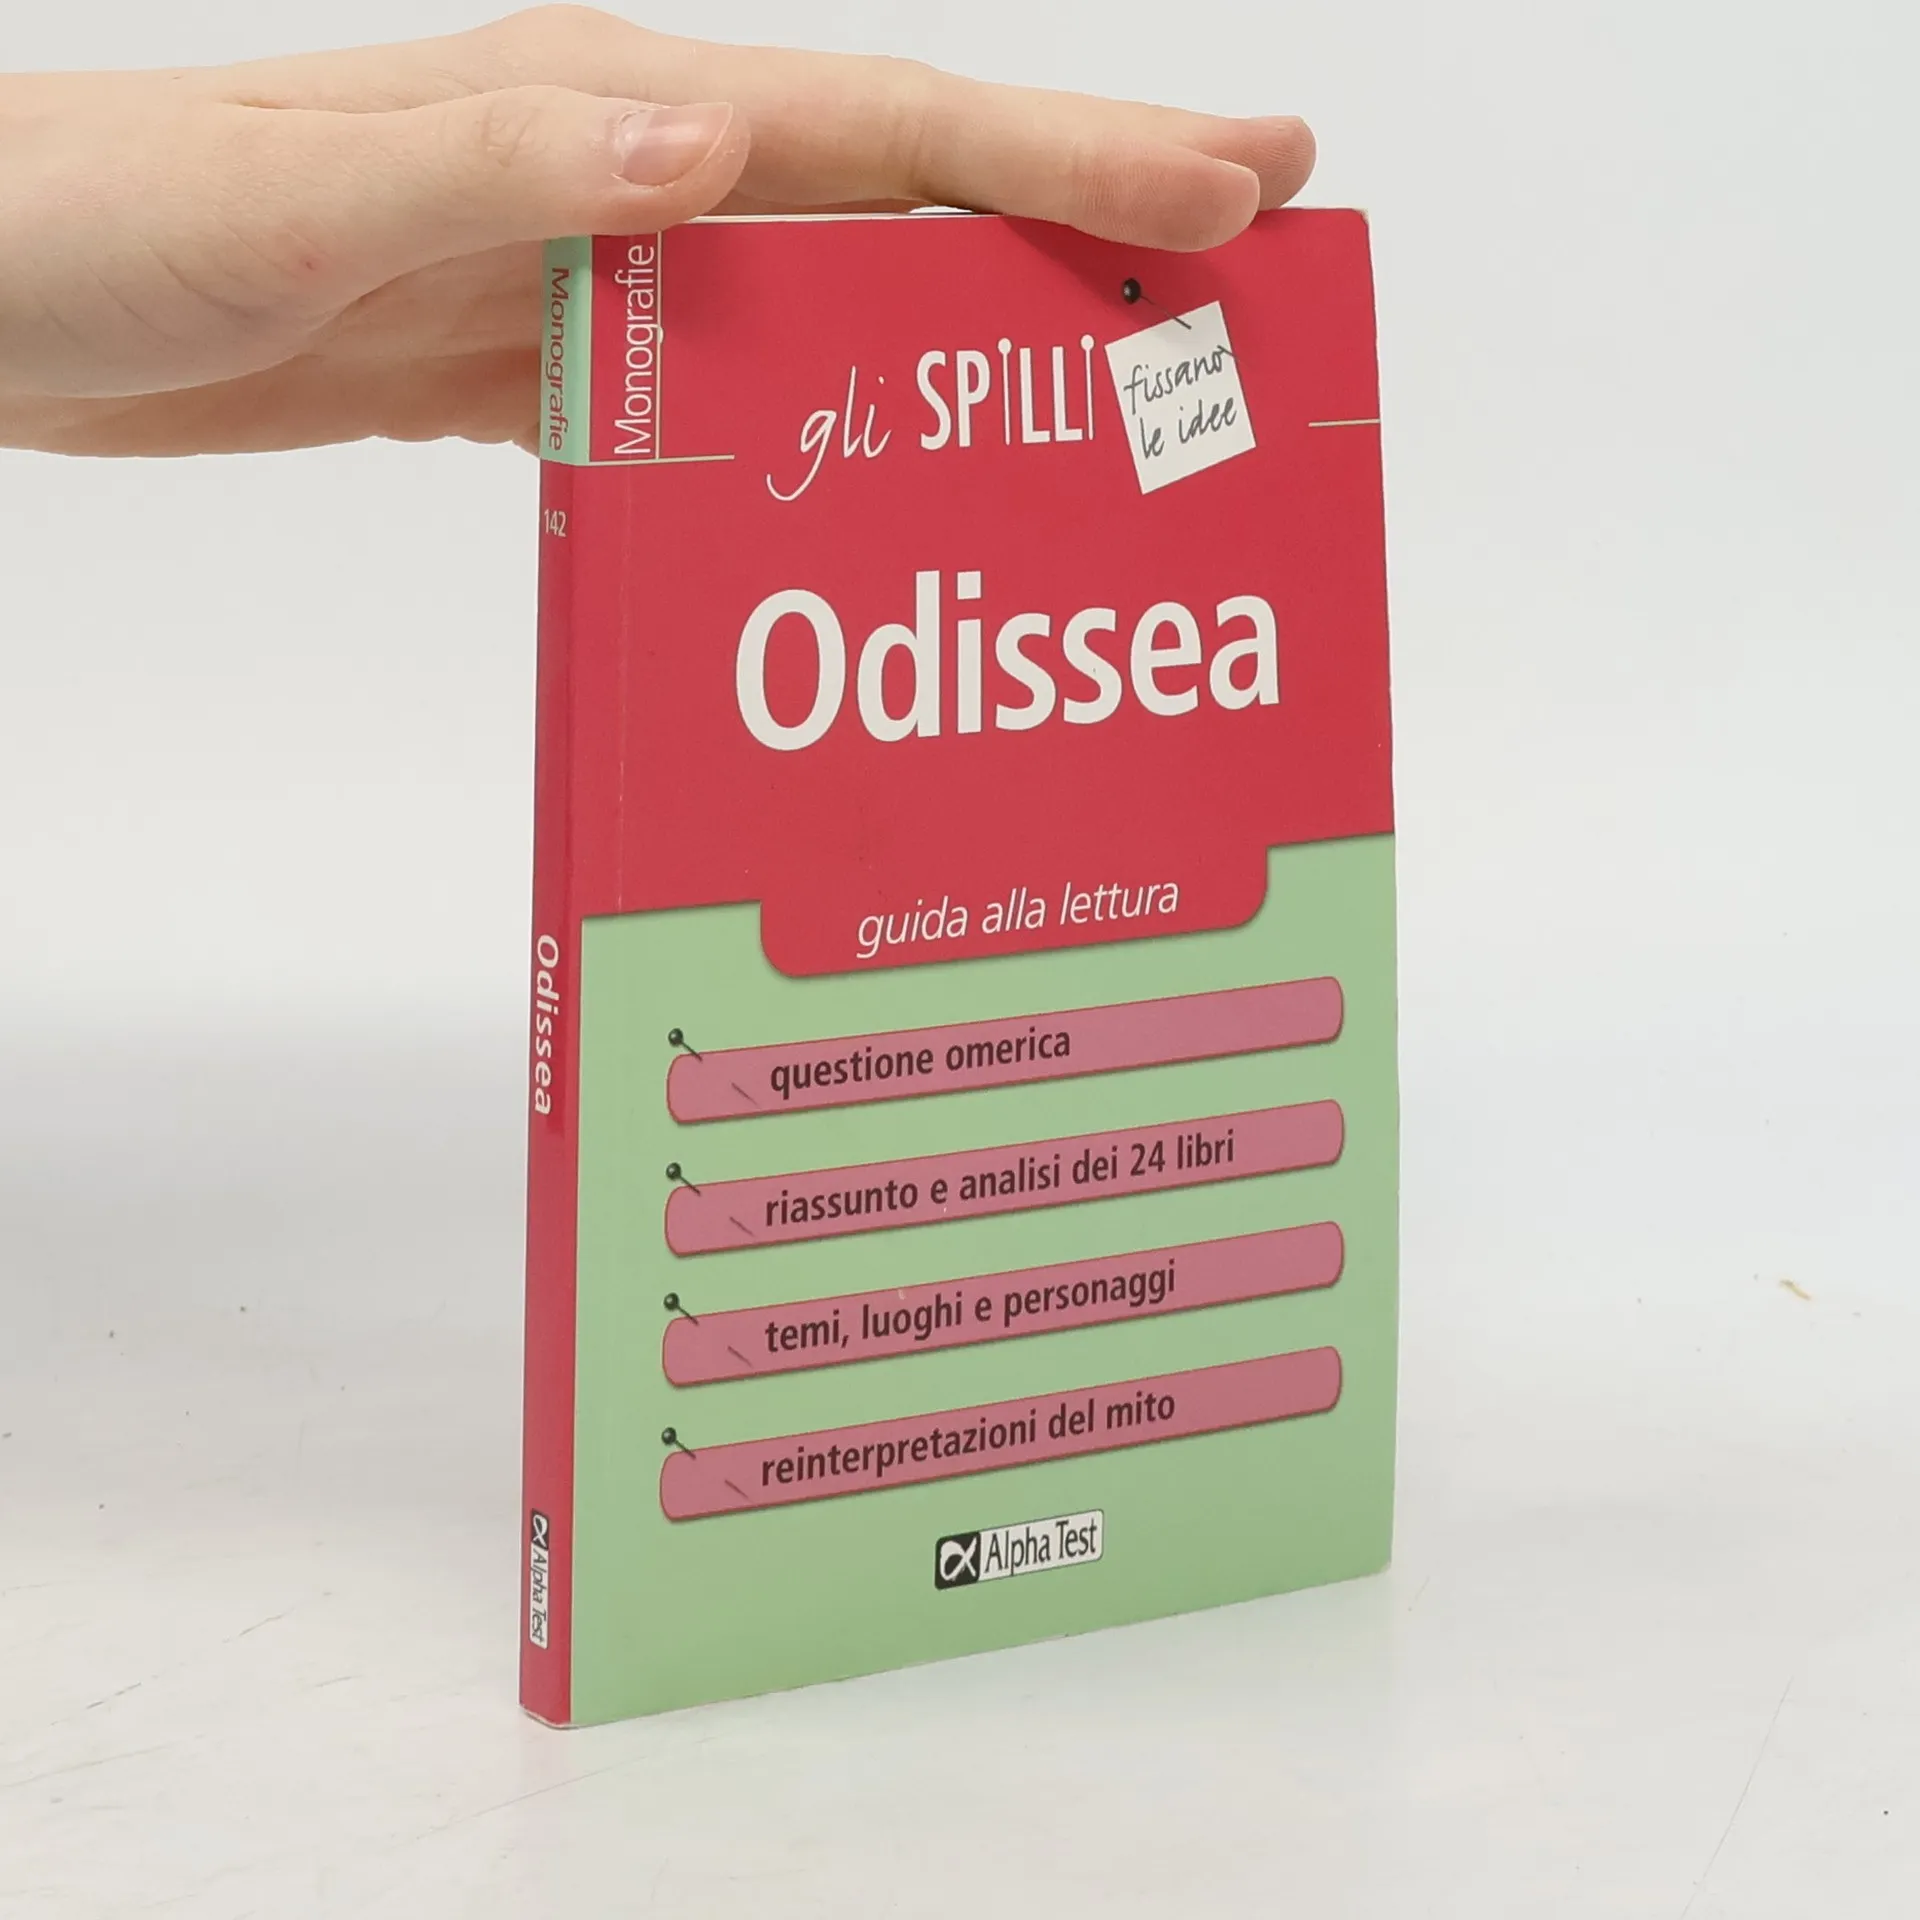 Monografie
142
Odissea
Alpha Test
Monografie
gli SPILLI
fissano
le idee
Odissea
guida alla lettura
questione omerica
riassunto e analisi dei 24 libri
temi, luoghi e personaggi
reinterpretazioni del mito
Alpha Test